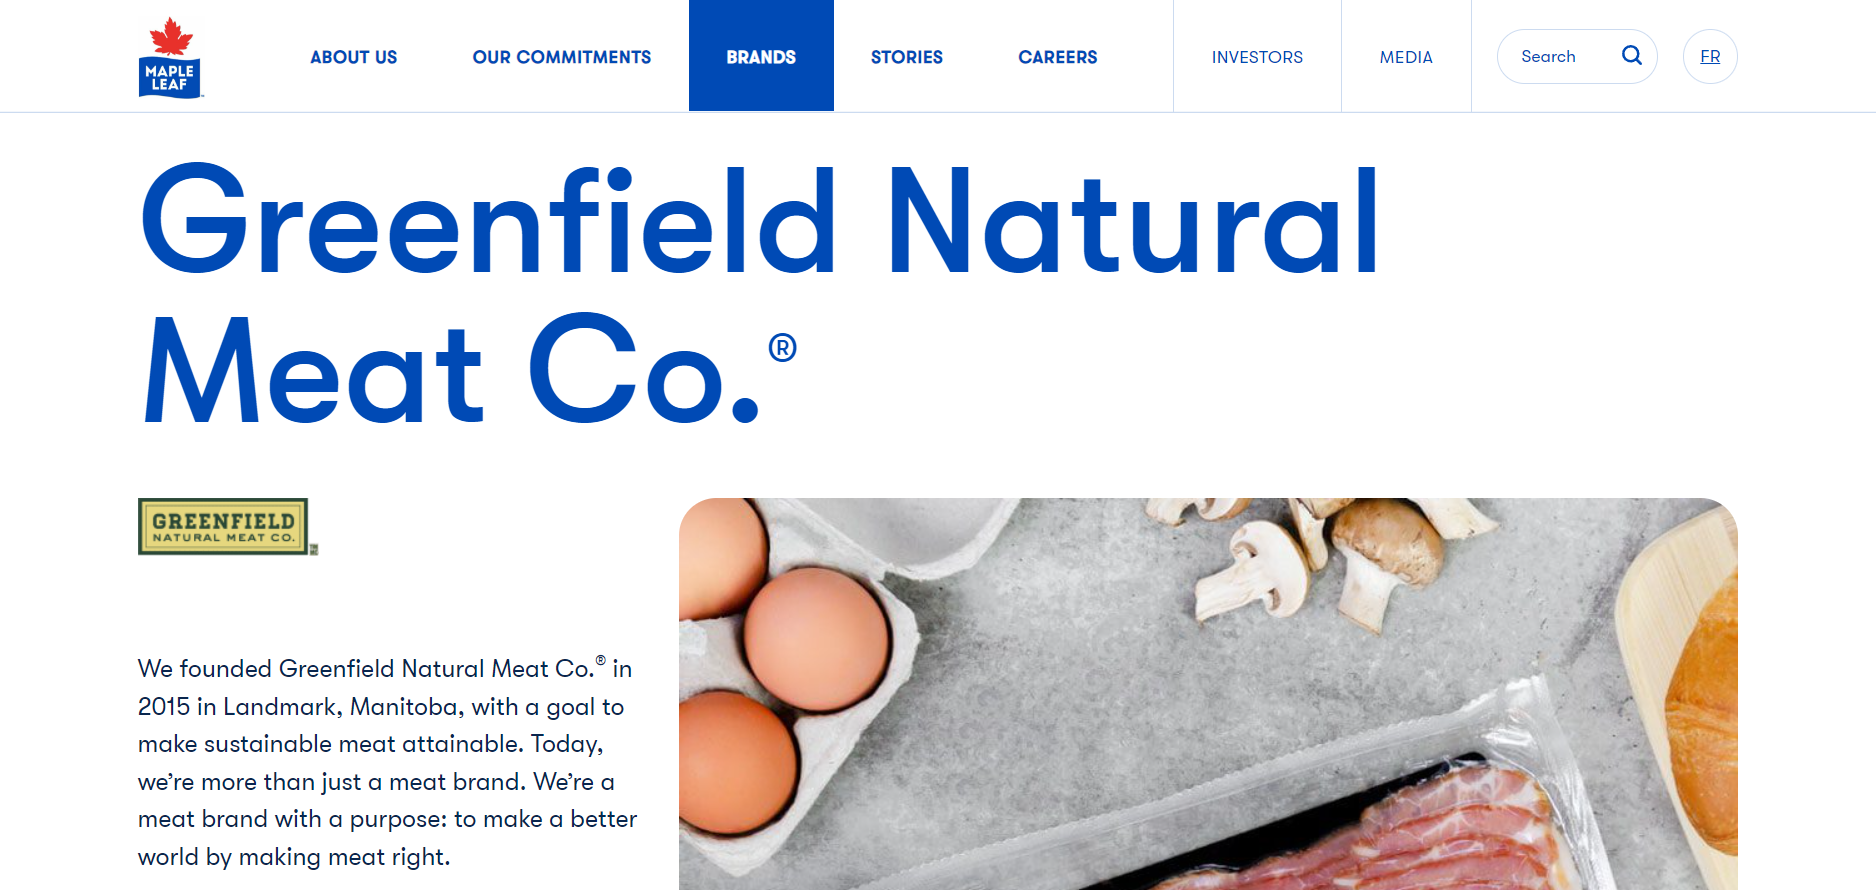 MAPLE
LEAF
ABOUT US
OUR COMMITMENTS
BRANDS
STORIES
CAREERS
INVESTORS
MEDIA
Search
FR
Greenfield Natural
Meat Co.®
GREENFIELD
NATURAL MEAT CO.
We founded Greenfield Natural Meat Co.® in
2015 in Landmark, Manitoba, with a goal to
make sustainable meat attainable. Today,
we’re more than just a meat brand. We’re a
meat brand with a purpose: to make a better
world by making meat right.